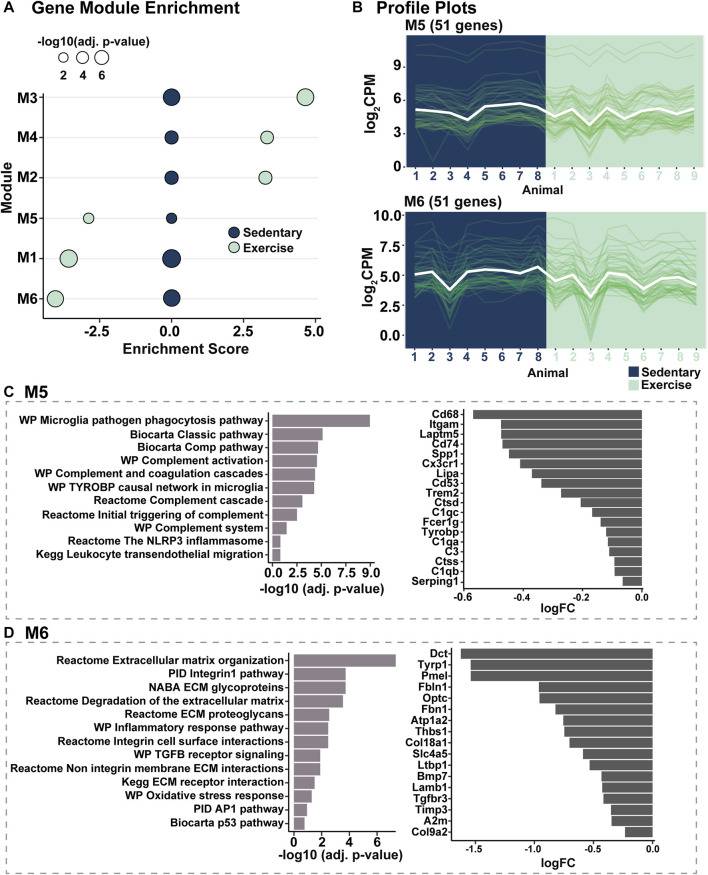 A Gene Module Enrichment
-log10(adj. p-value)
2 4 6
Module
M3
M4
M2
M5
M1
M6
Sedentary
Exercise
-2.5 0.0 2.5 5.0
Enrichment Score
B Profile Plots
M5 (51 genes)
log2CPM
9
6
3
0
1 2 3 4 5 6 7 8 1 2 3 4 5 6 7 8 9
Animal
M6 (51 genes)
log2CPM
10.0
7.5
5.0
2.5
0.0
1 2 3 4 5 6 7 8 1 2 3 4 5 6 7 8 9
Animal
Sedentary
Exercise
C M5
WP Microglia pathogen phagocytosis pathway
Biocarta Classic pathway
Biocarta Comp pathway
WP Complement activation
WP Complement and coagulation cascades
WP TYROBP causal network in microglia
Reactome Complement cascade
Reactome Initial triggering of complement
WP Complement system
Reactome The NLRP3 inflammasome
Kegg Leukocyte transendothelial migration
0.0 2.5 5.0 7.5 9.0
-log10 (adj. p-value)
Cd68
Itgam
Laptm5
Cd74
Spp1
Cx3cr1
Lipa
Cd53
Trem2
Ctsd
C1qc
Fcer1g
Tyrobp
C1qa
C3
Ctss
C1qb
Serping1
-0.6 -0.4 -0.2 0.0
logFC
D M6
Reactome Extracellular matrix organization
PID Integrin1 pathway
NABA ECM glycoproteins
Reactome Degradation of the extracellular matrix
Reactome ECM proteoglycans
WP Inflammatory response pathway
Reactome Integrin cell surface interactions
WP TGFB receptor signaling
Reactome Non integrin membrane ECM interactions
Kegg ECM receptor interaction
WP Oxidative stress response
PID AP1 pathway
Biocarta p53 pathway
0 2 4 6
-log10 (adj. p-value)
Dct
Tyrp1
Pmel
Fbln1
Optc
Fbn1
Atp1a2
Thbs1
Col18a1
Slc4a5
Ltbp1
Bmp7
Lamb1
Tgfbr3
Timp3
A2m
Col9a2
-1.5 -1.0 -0.5 0.0
logFC